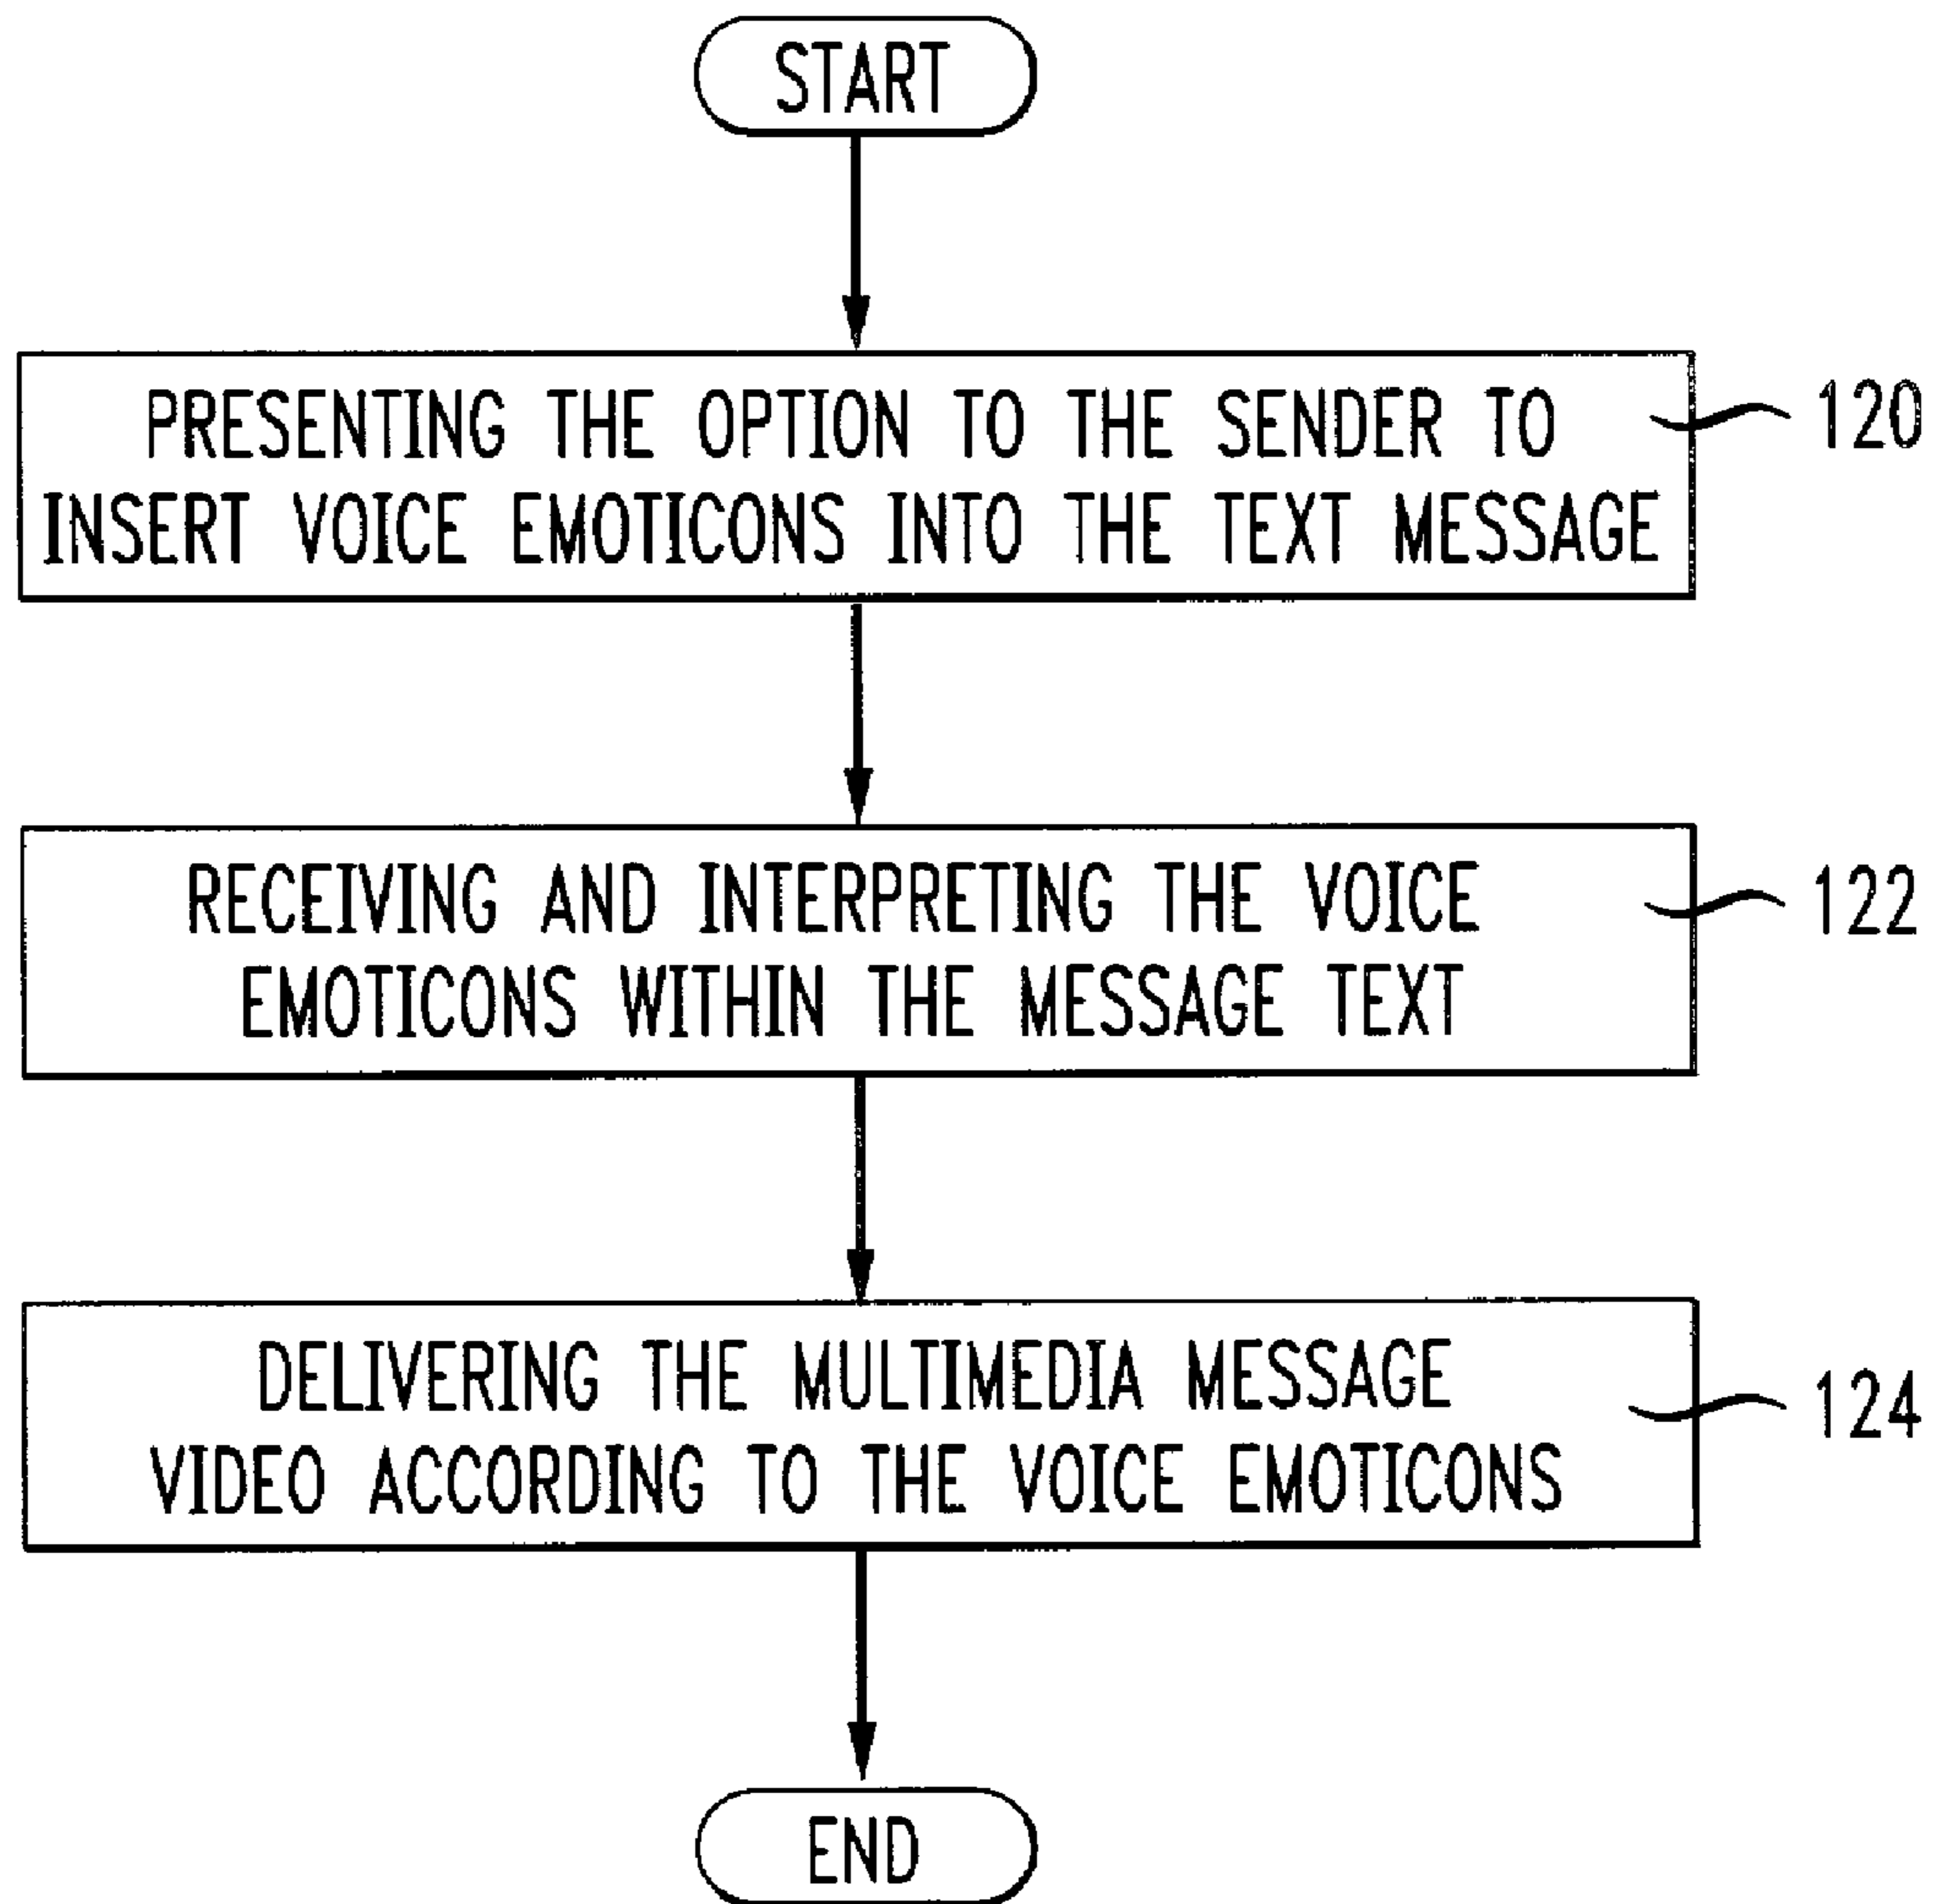 START
PRESENTING THE OPTION TO THE SENDER TO
INSERT VOICE EMOTICONS INTO THE TEXT MESSAGE
120
RECEIVING AND INTERPRETING THE VOICE
EMOTICONS WITHIN THE MESSAGE TEXT
122
DELIVERING THE MULTIMEDIA MESSAGE
VIDEO ACCORDING TO THE VOICE EMOTICONS
124
END